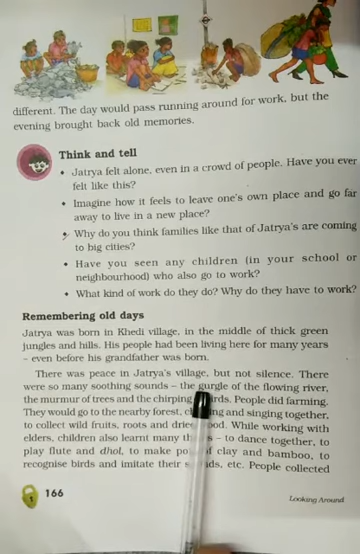 different. The day would pass running around for work, but the
evening brought back old memories.
Think and tell
• Jatrya felt alone, even in a crowd of people. Have you ever
felt like this?
• Imagine how it feels to leave one's own place and go far
away to live in a new place?
• Why do you think families like that of Jatrya's are coming
to big cities?
• Have you seen any children (in your school or
neighbourhood) who also go to work?
• What kind of work do they do? Why do they have to work?
Remembering old days
Jatrya was born in Khedi village, in the middle of thick green
jungles and hills. His people had been living here for many years
– even before his grandfather was born.
There was peace in Jatrya's village, but not silence. There
were so many soothing sounds – the gurgle of the flowing river,
the murmur of trees and the chirping birds. People did farming.
They would go to the nearby forest, and singing together,
to collect wild fruits, roots and dried wood. While working with
elders, children also learnt many things – to dance together, to
play flute and dhol, to make of clay and bamboo, to
recognise birds and imitate their etc. People collected
1
166
Looking Around